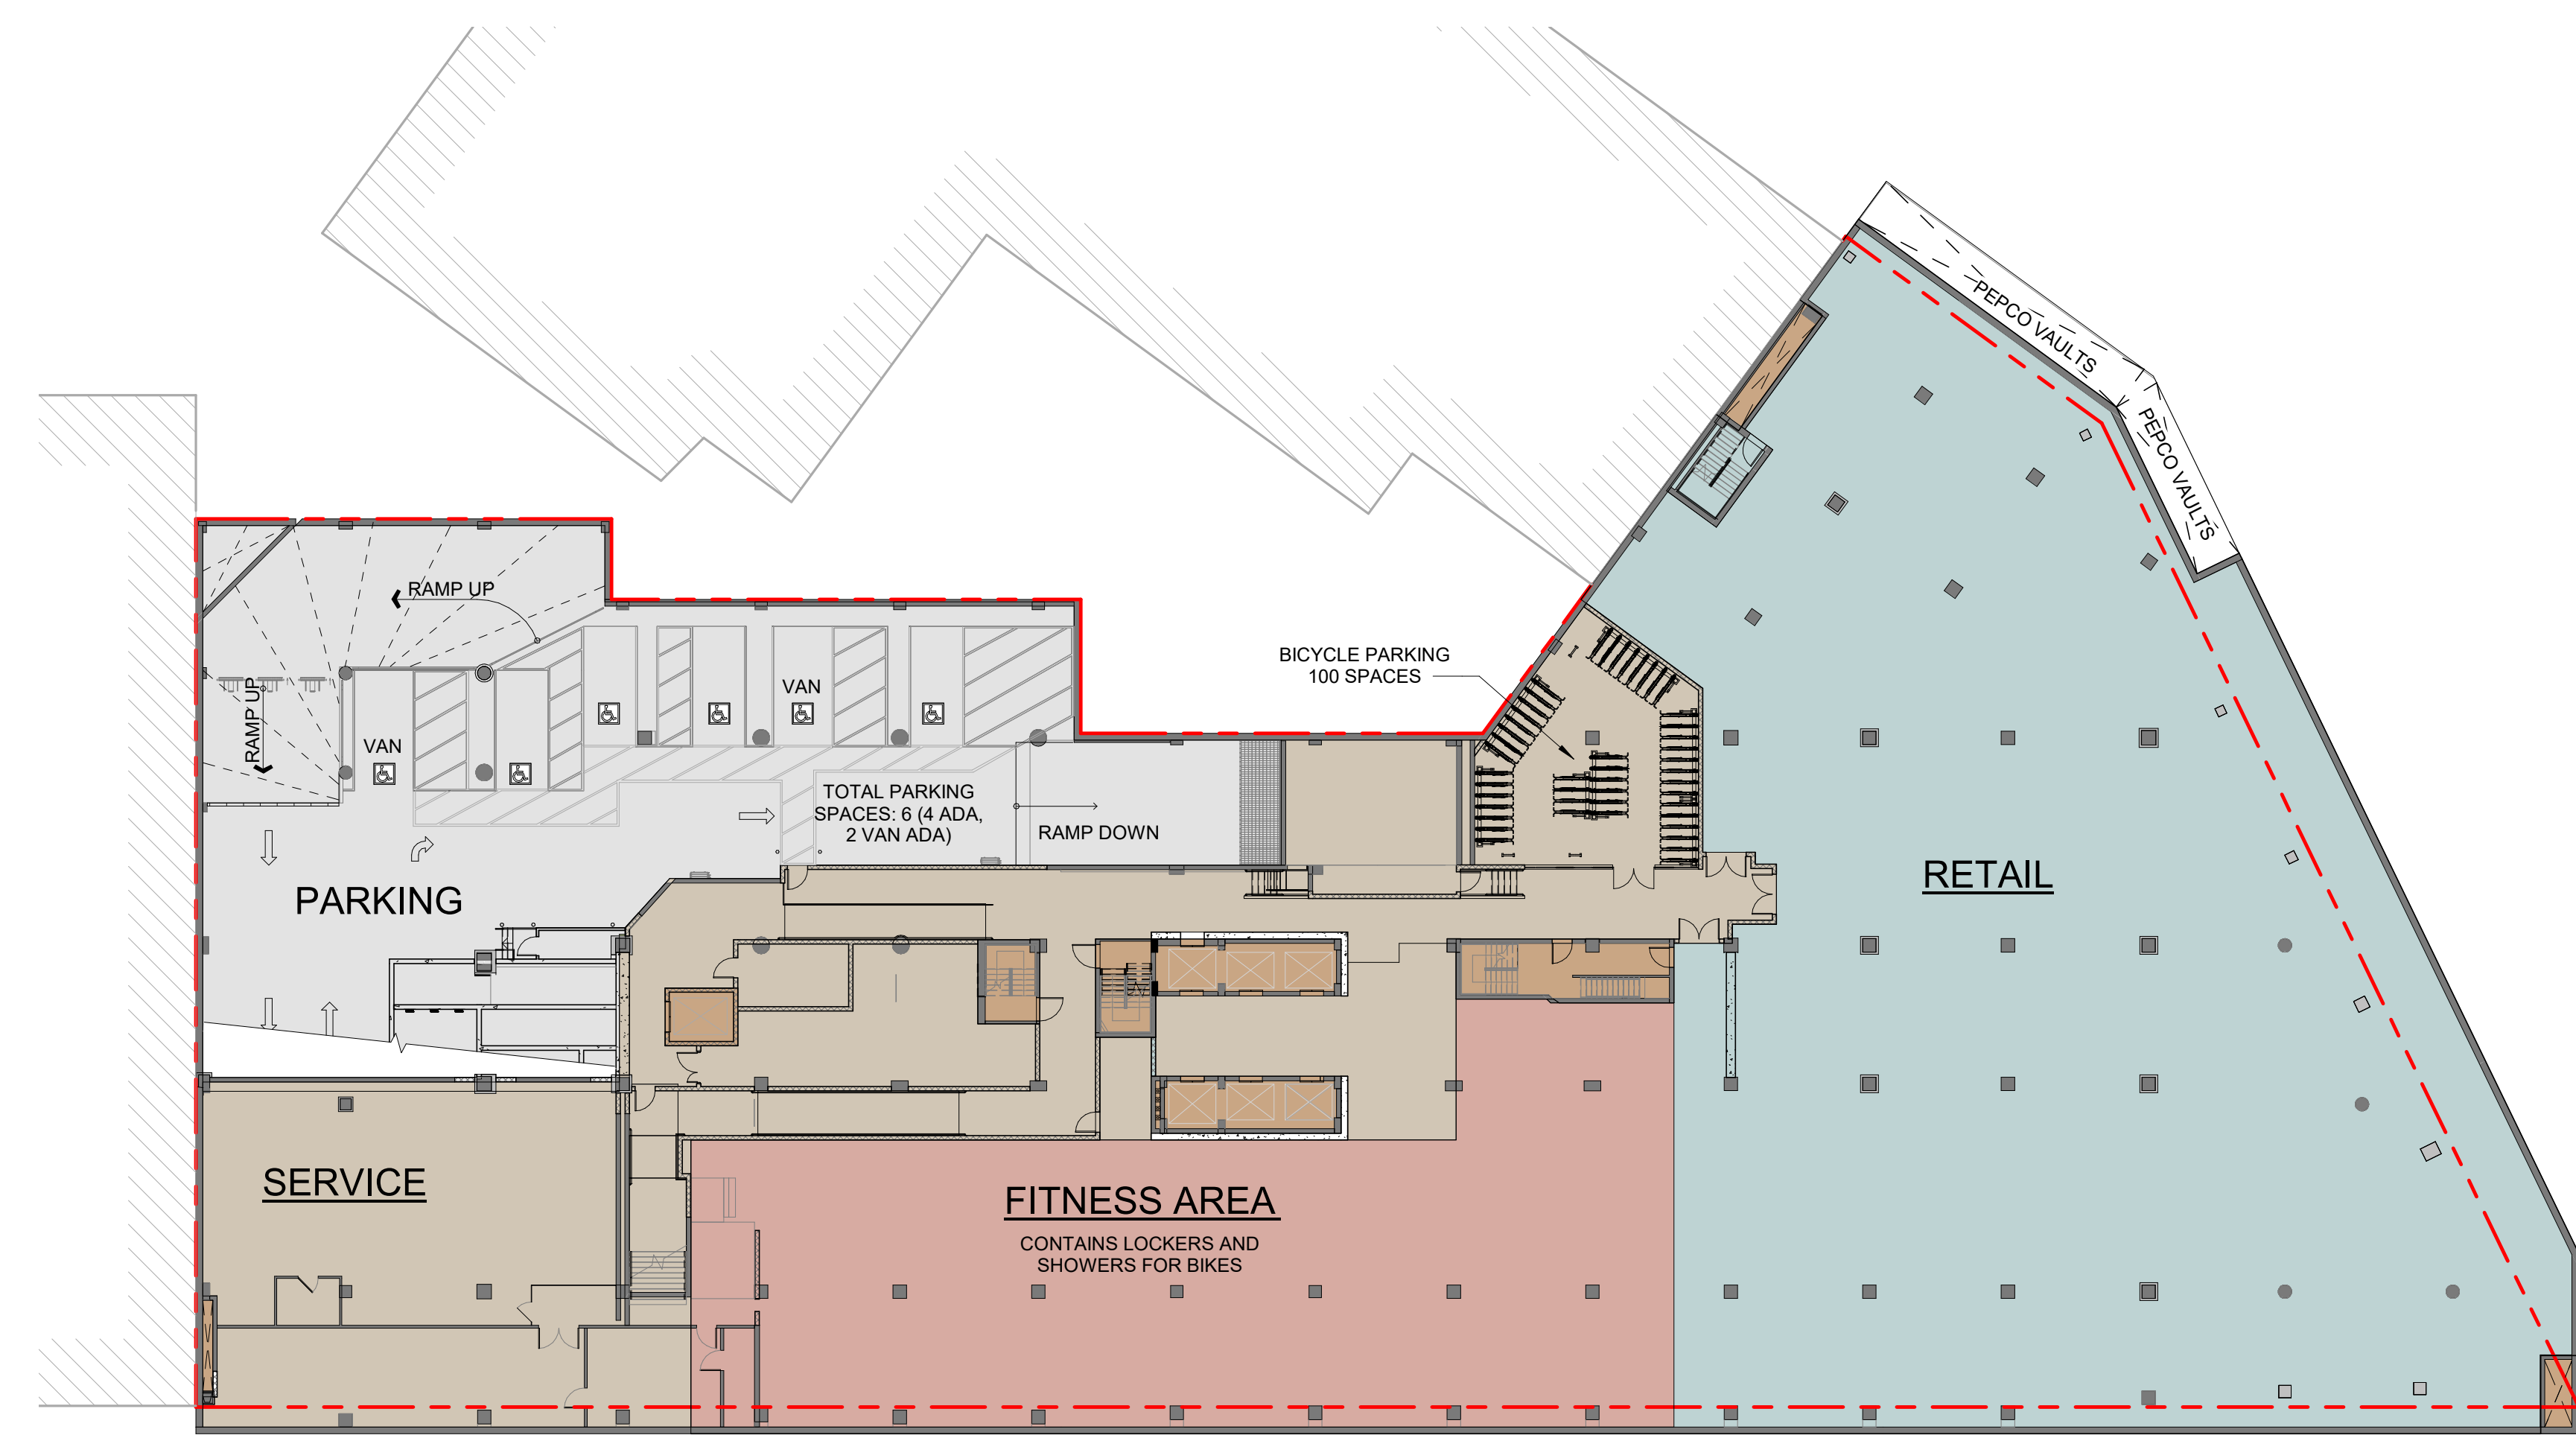 PEPCO VAULTS
PEPCO VAULTS
RAMP UP
RAMP UP
BICYCLE PARKING
100 SPACES
VAN
VAN
TOTAL PARKING
SPACES: 6 (4 ADA,
2 VAN ADA)
RAMP DOWN
PARKING
RETAIL
SERVICE
FITNESS AREA
CONTAINS LOCKERS AND
SHOWERS FOR BIKES